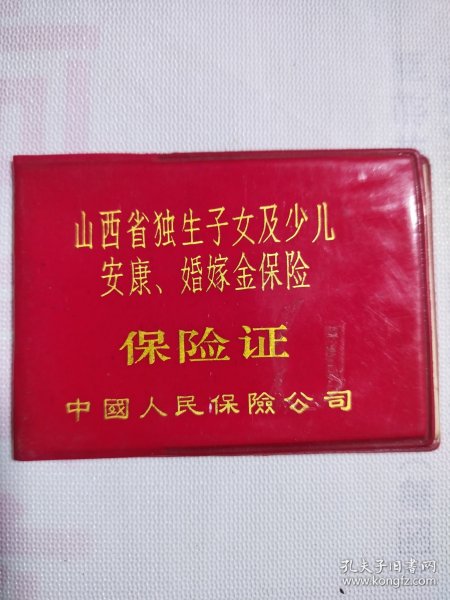 山西省独生子女及少儿
安康、婚嫁金保险
保险证
中國人民保險公司
孔夫子旧书网
www.kongfz.com